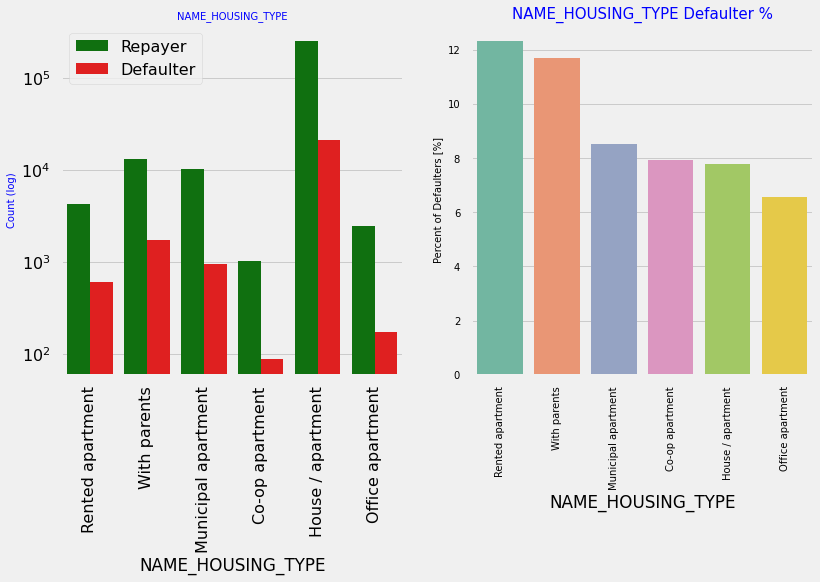 NAME_HOUSING_TYPE
Repayer
Defaulter
Count (log)
10^5
10^4
10^3
10^2
Rented apartment
With parents
Municipal apartment
Co-op apartment
House / apartment
Office apartment
NAME_HOUSING_TYPE
NAME_HOUSING_TYPE Defaulter %
Percent of Defaulters [%]
12
10
8
6
4
2
0
Rented apartment
With parents
Municipal apartment
Co-op apartment
House / apartment
Office apartment
NAME_HOUSING_TYPE